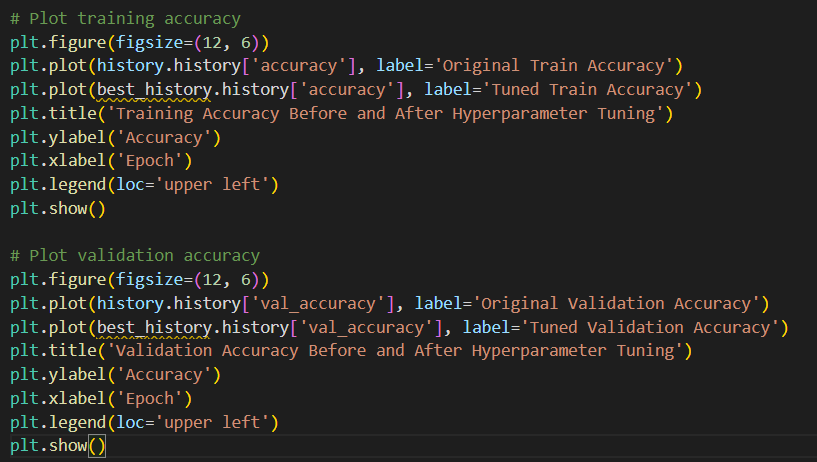 # Plot training accuracy
plt.figure(figsize=(12, 6))
plt.plot(history.history['accuracy'], label='Original Train Accuracy')
plt.plot(best_history.history['accuracy'], label='Tuned Train Accuracy')
plt.title('Training Accuracy Before and After Hyperparameter Tuning')
plt.ylabel('Accuracy')
plt.xlabel('Epoch')
plt.legend(loc='upper left')
plt.show()

# Plot validation accuracy
plt.figure(figsize=(12, 6))
plt.plot(history.history['val_accuracy'], label='Original Validation Accuracy')
plt.plot(best_history.history['val_accuracy'], label='Tuned Validation Accuracy')
plt.title('Validation Accuracy Before and After Hyperparameter Tuning')
plt.ylabel('Accuracy')
plt.xlabel('Epoch')
plt.legend(loc='upper left')
plt.show()